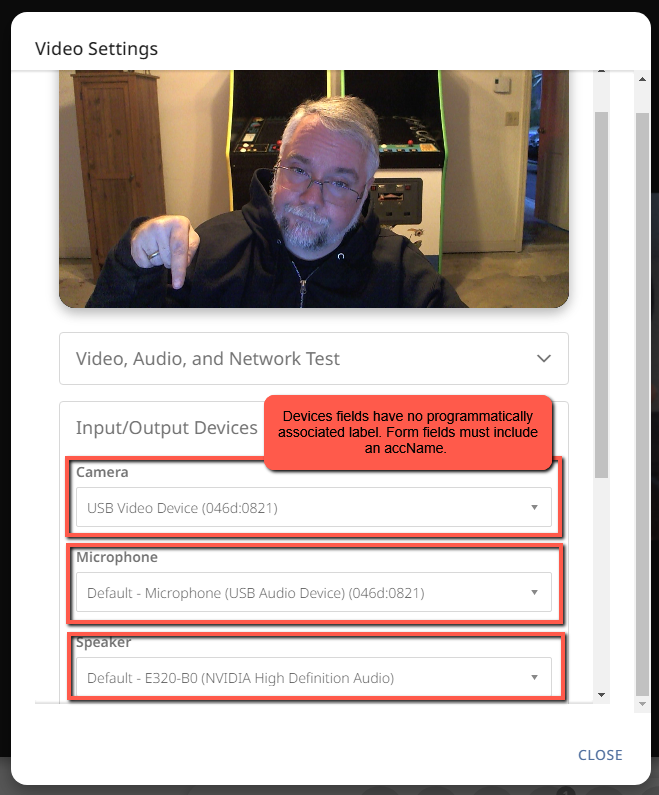 Video Settings
Video, Audio, and Network Test
Input/Output Devices
Devices fields have no programmatically
associated label. Form fields must include
an accName.
Camera
USB Video Device (046d:0821)
Microphone
Default - Microphone (USB Audio Device) (046d:0821)
Speaker
Default - E320-B0 (NVIDIA High Definition Audio)
CLOSE